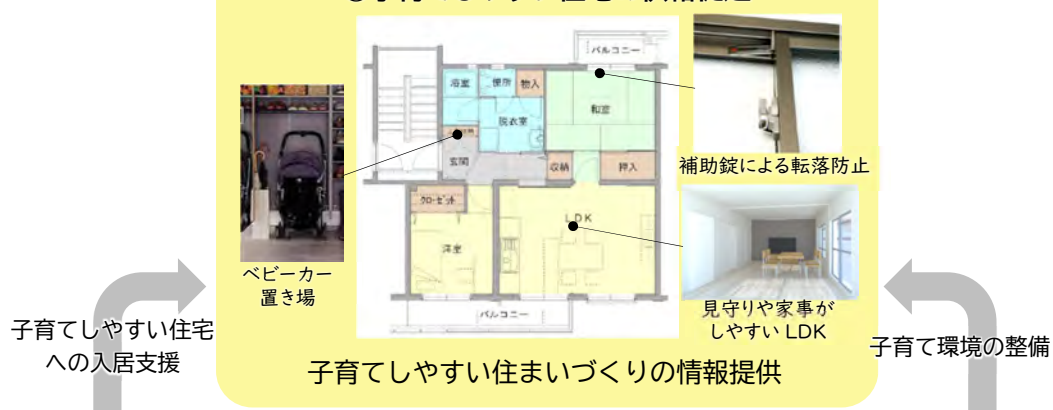 バルコニー
浴室
便所
物入
和室
脱衣室
玄関
収納
押入
補助錠による転落防止
クローゼット
LDK
洋室
ベビーカー
置き場
バルコニー
見守りや家事が
しやすい LDK
子育てしやすい住宅
への入居支援
子育て環境の整備
子育てしやすい住まいづくりの情報提供